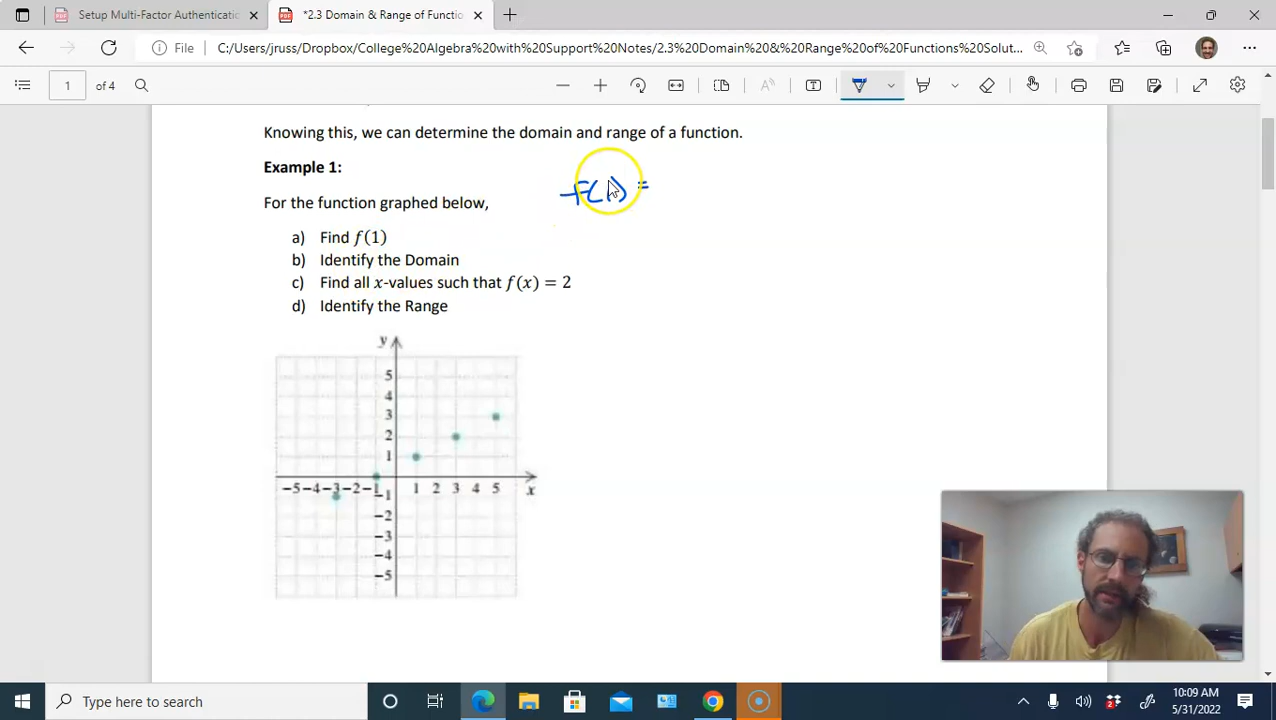 Setup Multi-Factor Authenticatio
*2.3 Domain & Range of Functio
File C:/Users/jruss/Dropbox/College%20Algebra%20with%20Support%20Notes/2.3%20Domain%20&%20Range%20of%20Functions%20Solut...
1 of 4
Knowing this, we can determine the domain and range of a function.
Example 1:
f(1) =
For the function graphed below,
a) Find f(1)
b) Identify the Domain
c) Find all x-values such that f(x) = 2
d) Identify the Range
y
5
4
3
2
1
-5 -4 -3 -2 -1 1 2 3 4 5 x
-1
-2
-3
-4
-5
Type here to search
10:09 AM
5/31/2022